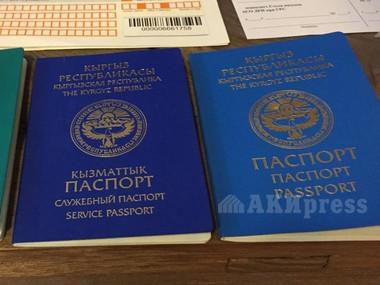 000006661758
КЫРГЫЗ
РЕСПУБЛИКАСЫ
КЫРГЫЗСКАЯ РЕСПУБЛИКА
THE KYRGYZ REPUBLIC
КЫЗМАТТЫК
ПАСПОРТ
СЛУЖЕБНЫЙ ПАСПОРТ
SERVICE PASSPORT
КЫРГЫЗ
РЕСПУБЛИКАСЫ
КЫРГЫЗСКАЯ РЕСПУБЛИКА
THE KYRGYZ REPUBLIC
ПАСПОРТ
ПАСПОРТ
PASSPORT
АКИpress